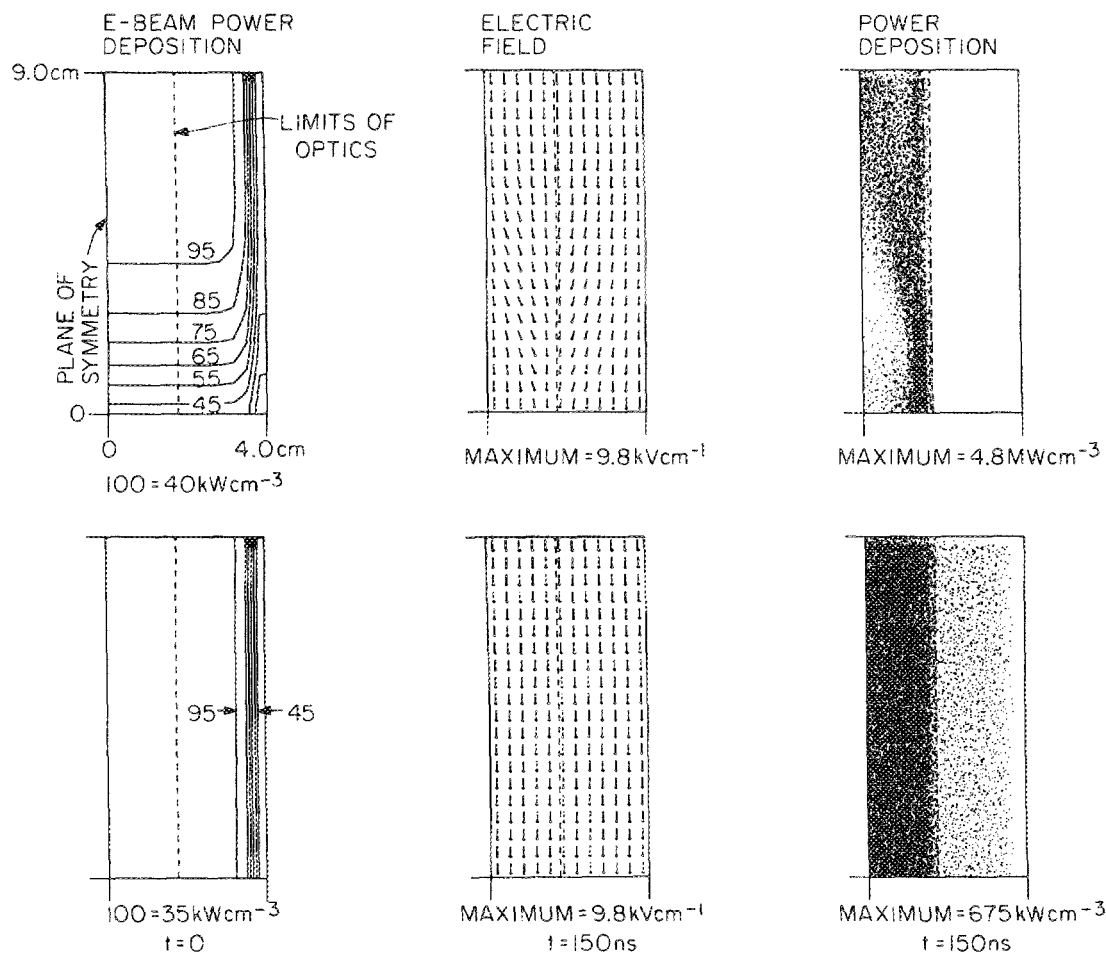 E-BEAM POWER
DEPOSITION
ELECTRIC
FIELD
POWER
DEPOSITION
9.0cm
LIMITS OF
OPTICS
PLANE OF
SYMMETRY
95
85
75
65
55
45
0
0
4.0cm
100=40kWcm⁻³
MAXIMUM=9.8kVcm⁻¹
MAXIMUM=4.8MWcm⁻³
95
45
100=35kWcm⁻³
t=0
MAXIMUM=9.8kVcm⁻¹
t=150ns
MAXIMUM=675kWcm⁻³
t=150ns